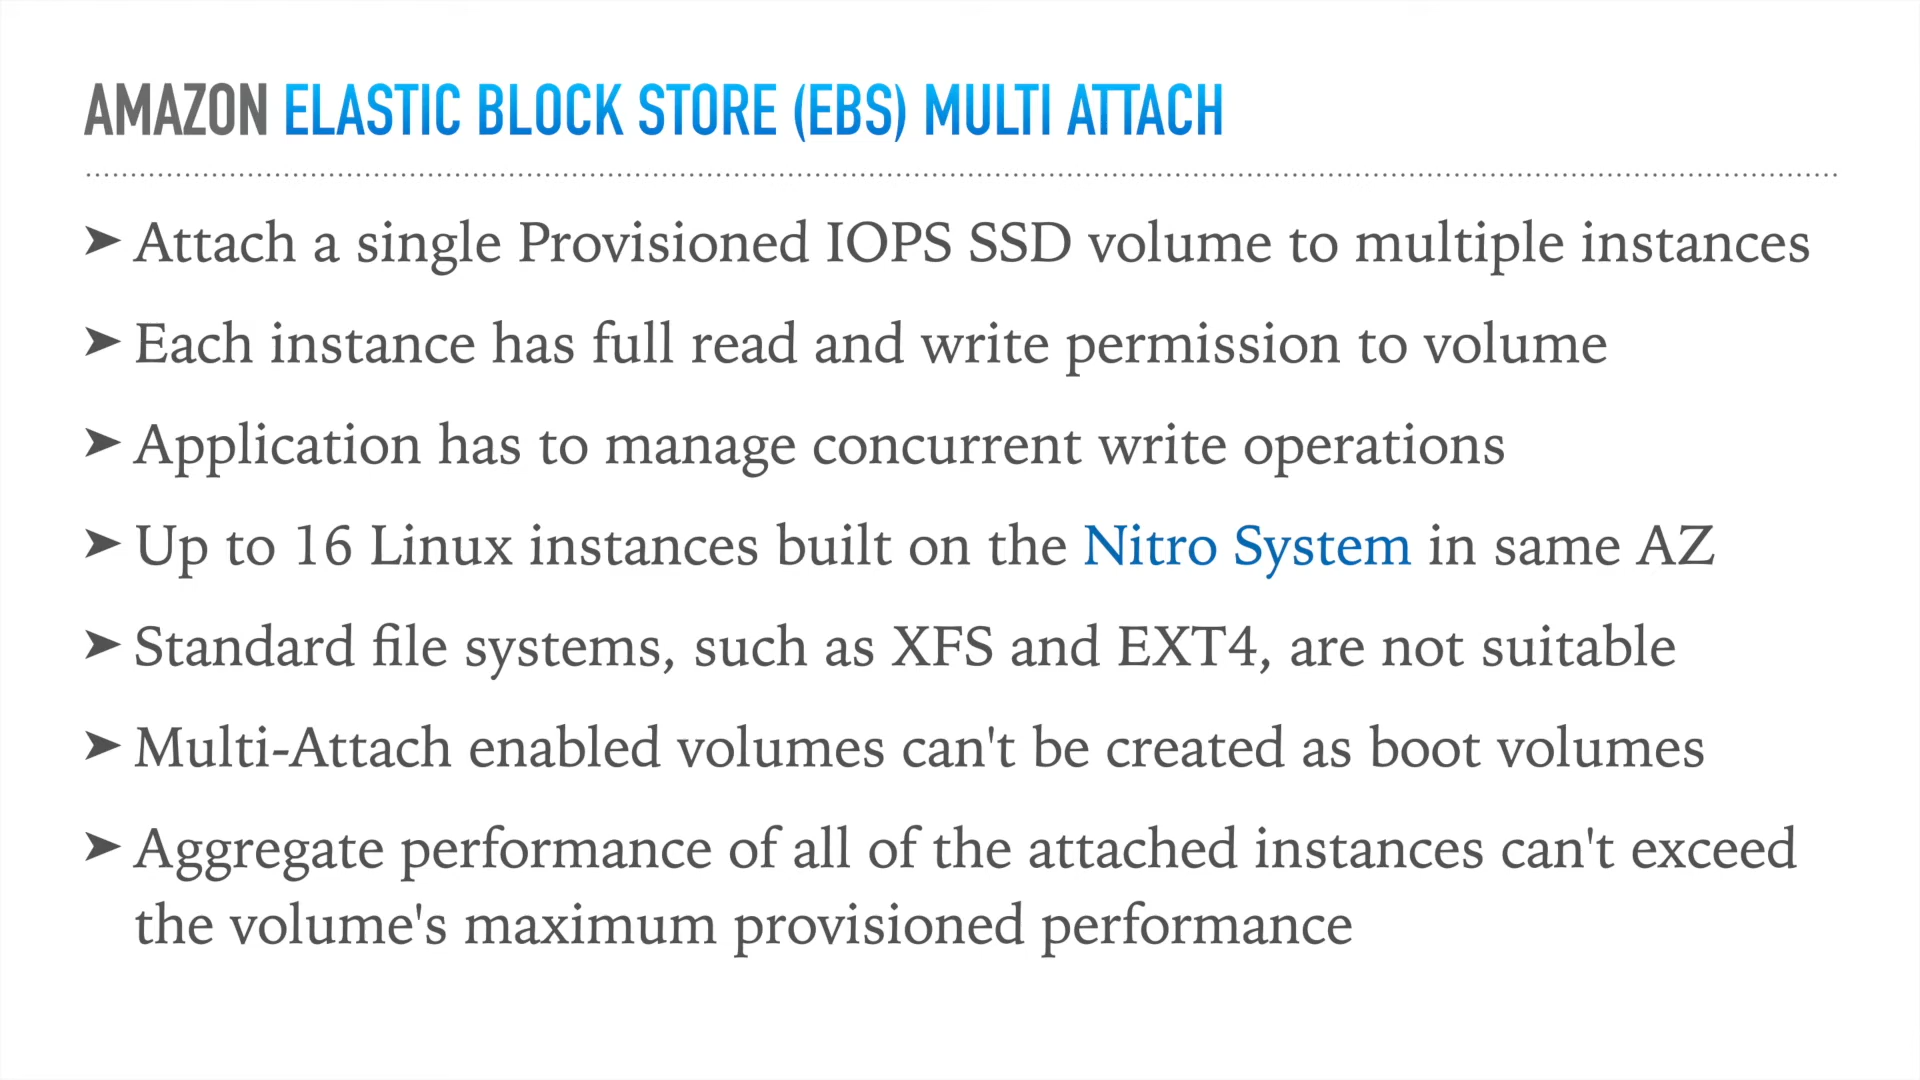 AMAZON ELASTIC BLOCK STORE (EBS) MULTI ATTACH
➤ Attach a single Provisioned IOPS SSD volume to multiple instances
➤ Each instance has full read and write permission to volume
➤ Application has to manage concurrent write operations
➤ Up to 16 Linux instances built on the Nitro System in same AZ
➤ Standard file systems, such as XFS and EXT4, are not suitable
➤ Multi-Attach enabled volumes can't be created as boot volumes
➤ Aggregate performance of all of the attached instances can't exceed
the volume's maximum provisioned performance